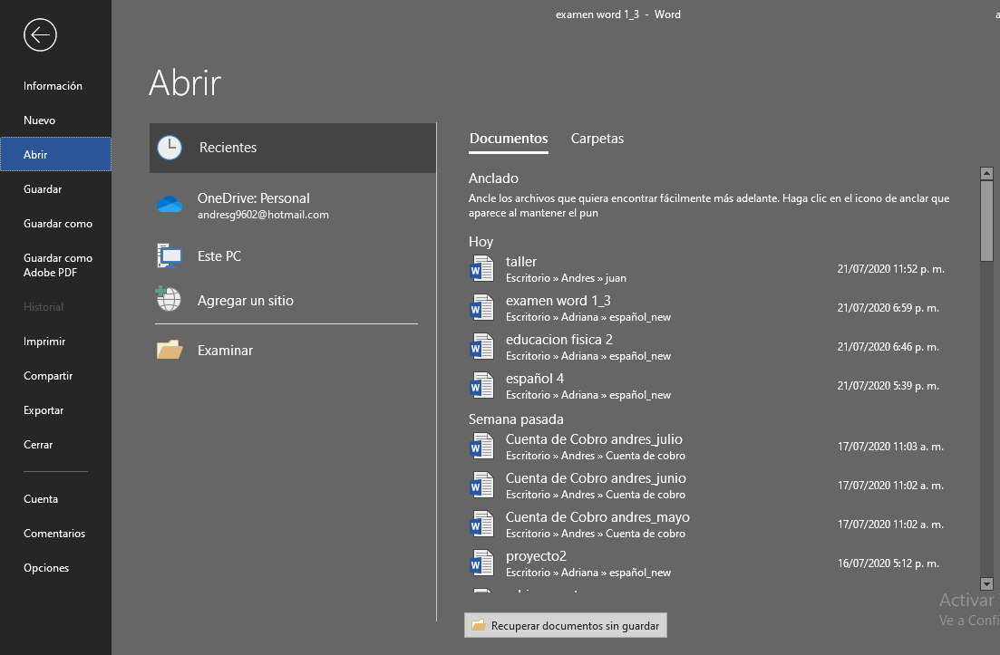 examen word 1_3 - Word
Información
Nuevo
Abrir
Guardar
Guardar como
Guardar como
Adobe PDF
Historial
Imprimir
Compartir
Exportar
Cerrar
Cuenta
Comentarios
Opciones
Abrir
Recientes
OneDrive: Personal
andresg9602@hotmail.com
Este PC
Agregar un sitio
Examinar
Documentos Carpetas
Anclado
Ancle los archivos que quiera encontrar fácilmente más adelante. Haga clic en el icono de anclar que
aparece al mantener el pun
Hoy
taller
Escritorio » Andres » juan
21/07/2020 11:52 p. m.
examen word 1_3
Escritorio » Adriana » español_new
21/07/2020 6:59 p. m.
educacion fisica 2
Escritorio » Adriana » español_new
21/07/2020 6:46 p. m.
español 4
Escritorio » Adriana » español_new
21/07/2020 5:39 p. m.
Semana pasada
Cuenta de Cobro andres_julio
Escritorio » Andres » Cuenta de cobro
17/07/2020 11:03 a. m.
Cuenta de Cobro andres_junio
Escritorio » Andres » Cuenta de cobro
17/07/2020 11:02 a. m.
Cuenta de Cobro andres_mayo
Escritorio » Andres » Cuenta de cobro
17/07/2020 11:02 a. m.
proyecto2
Escritorio » Adriana » español_new
16/07/2020 5:12 p. m.
Recuperar documentos sin guardar
Activar
Ve a Confi